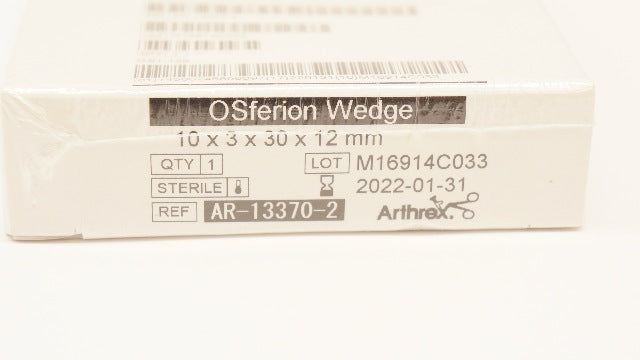 OSferion Wedge
10 x 3 x 30 x 12 mm
QTY 1 LOT M16914C033
STERILE 2022-01-31
REF AR-13370-2 Arthrex